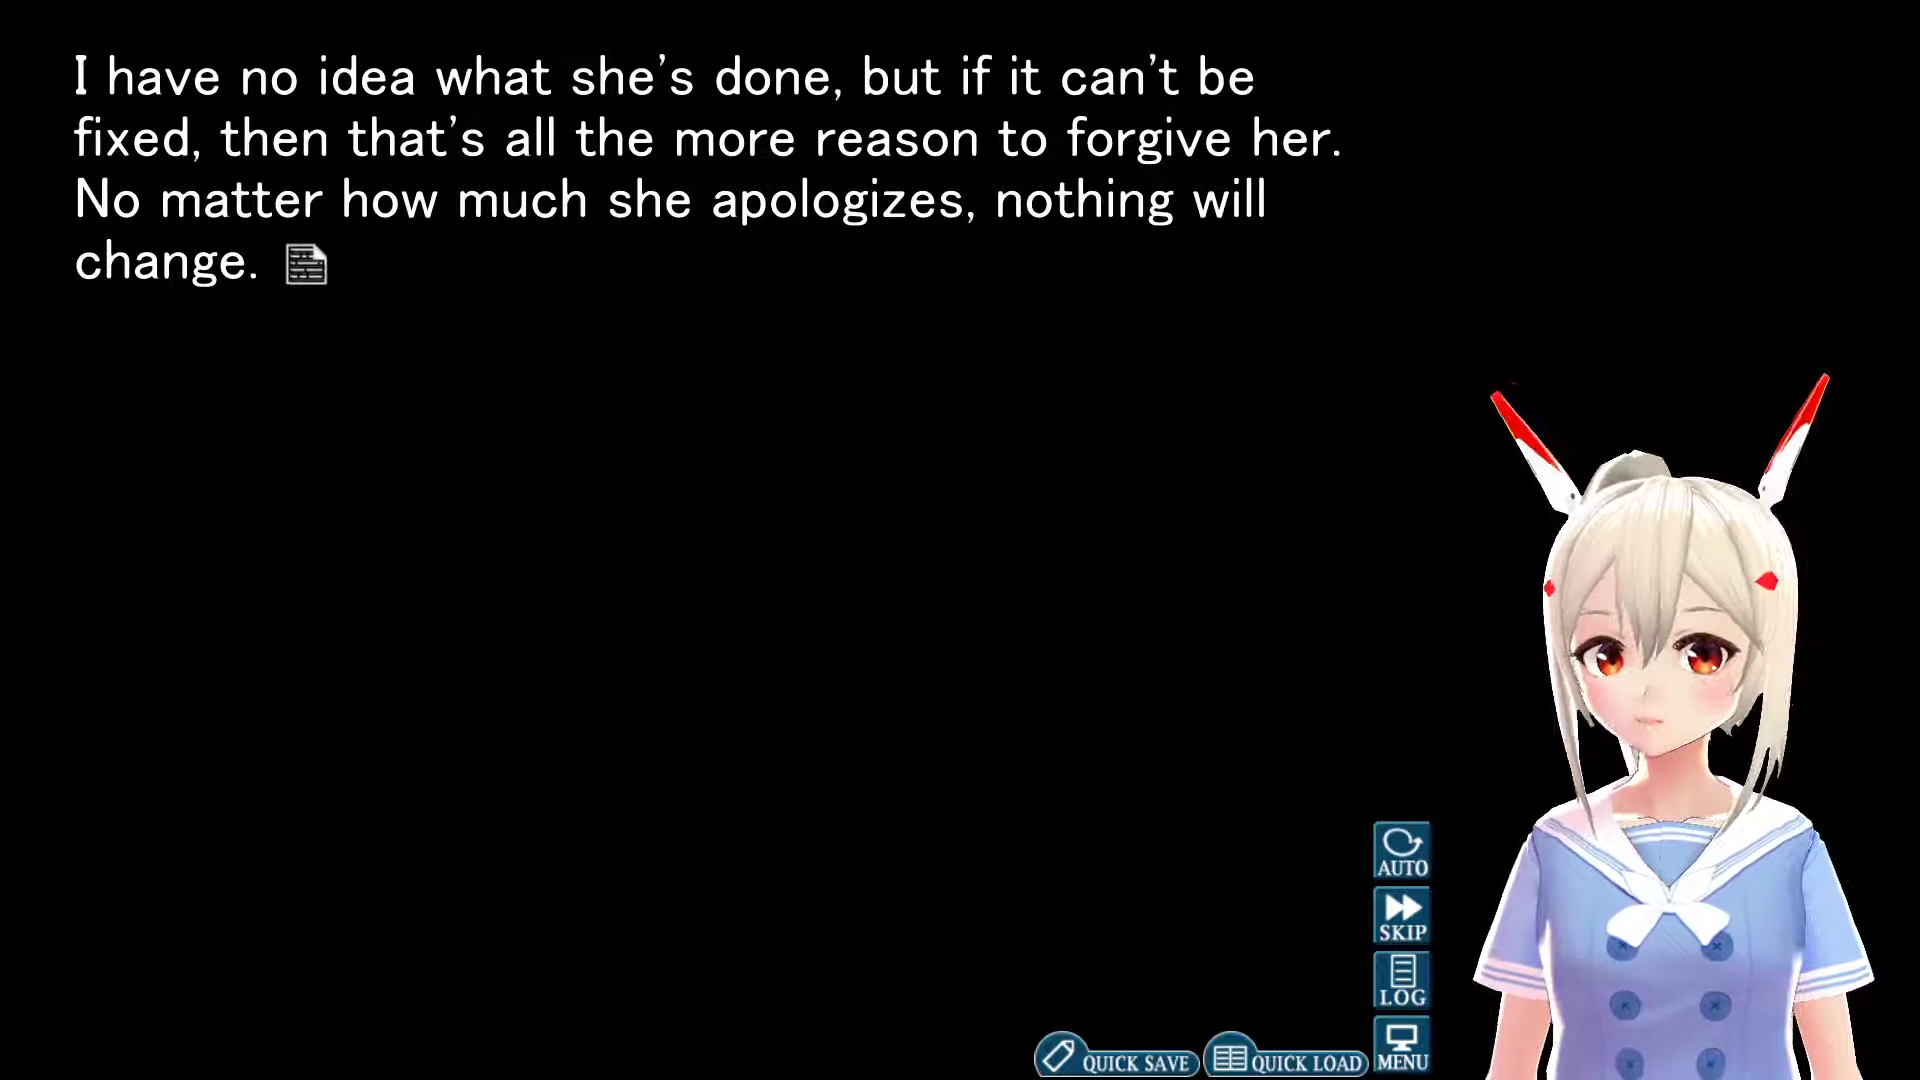 I have no idea what she's done, but if it can't be
fixed, then that's all the more reason to forgive her.
No matter how much she apologizes, nothing will
change.
AUTO
SKIP
LOG
MENU
QUICK SAVE
QUICK LOAD